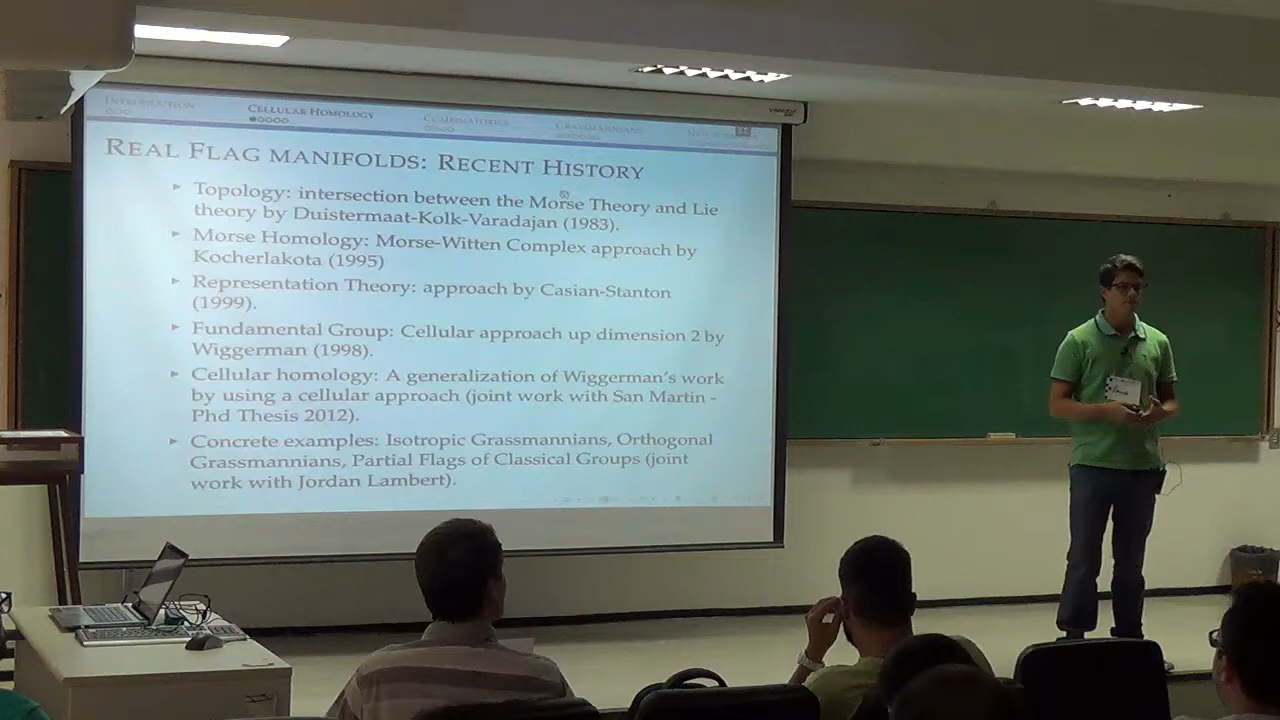 INTRODUCTION CELLULAR HOMOLOGY COMBINATORICS GRASSMANNIANS
REAL FLAG MANIFOLDS: RECENT HISTORY
Topology: intersection between the Morse Theory and Lie
theory by Duistermaat-Kolk-Varadajan (1983).
Morse Homology: Morse-Witten Complex approach by
Kocherlakota (1995)
Representation Theory: approach by Casian-Stanton
(1999).
Fundamental Group: Cellular approach up dimension 2 by
Wiggerman (1998).
Cellular homology: A generalization of Wiggerman's work
by using a cellular approach (joint work with San Martin -
Phd Thesis 2012).
Concrete examples: Isotropic Grassmannians, Orthogonal
Grassmannians, Partial Flags of Classical Groups (joint
work with Jordan Lambert).